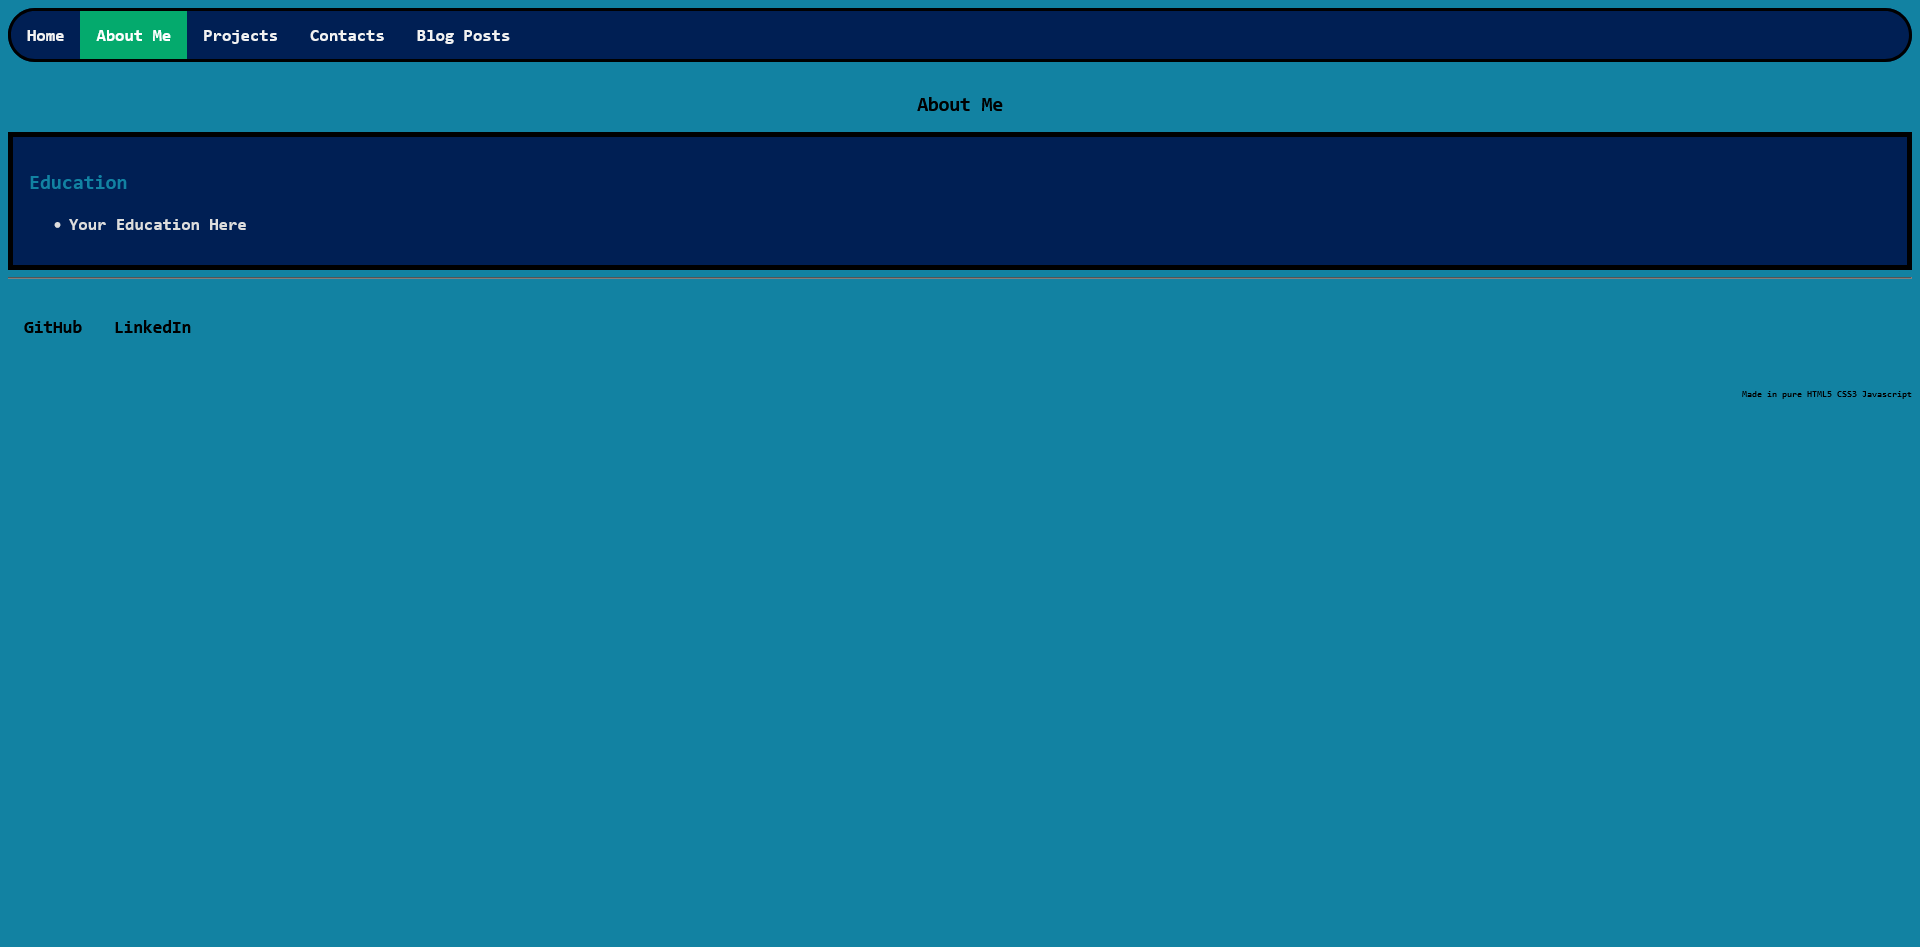 Home About Me Projects Contacts Blog Posts
About Me
Education
• Your Education Here
GitHub LinkedIn
Made in pure HTML5 CSS3 Javascript